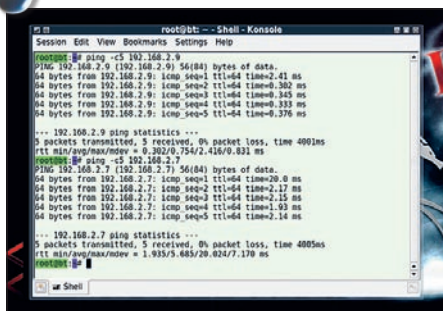 root@bt: ~ - Shell - Konsole
Session Edit View Bookmarks Settings Help
root@bt:~# ping -c5 192.168.2.9
PING 192.168.2.9 (192.168.2.9) 56(84) bytes of data.
64 bytes from 192.168.2.9: icmp_seq=1 ttl=64 time=2.41 ms
64 bytes from 192.168.2.9: icmp_seq=2 ttl=64 time=0.302 ms
64 bytes from 192.168.2.9: icmp_seq=3 ttl=64 time=0.345 ms
64 bytes from 192.168.2.9: icmp_seq=4 ttl=64 time=0.333 ms
64 bytes from 192.168.2.9: icmp_seq=5 ttl=64 time=0.376 ms
--- 192.168.2.9 ping statistics ---
5 packets transmitted, 5 received, 0% packet loss, time 4001ms
rtt min/avg/max/mdev = 0.302/0.754/2.416/0.831 ms
root@bt:~# ping -c5 192.168.2.7
PING 192.168.2.7 (192.168.2.7) 56(84) bytes of data.
64 bytes from 192.168.2.7: icmp_seq=1 ttl=64 time=20.0 ms
64 bytes from 192.168.2.7: icmp_seq=2 ttl=64 time=2.17 ms
64 bytes from 192.168.2.7: icmp_seq=3 ttl=64 time=2.15 ms
64 bytes from 192.168.2.7: icmp_seq=4 ttl=64 time=1.93 ms
64 bytes from 192.168.2.7: icmp_seq=5 ttl=64 time=2.14 ms
--- 192.168.2.7 ping statistics ---
5 packets transmitted, 5 received, 0% packet loss, time 4005ms
rtt min/avg/max/mdev = 1.935/5.685/20.024/7.170 ms
root@bt:~#
Shell